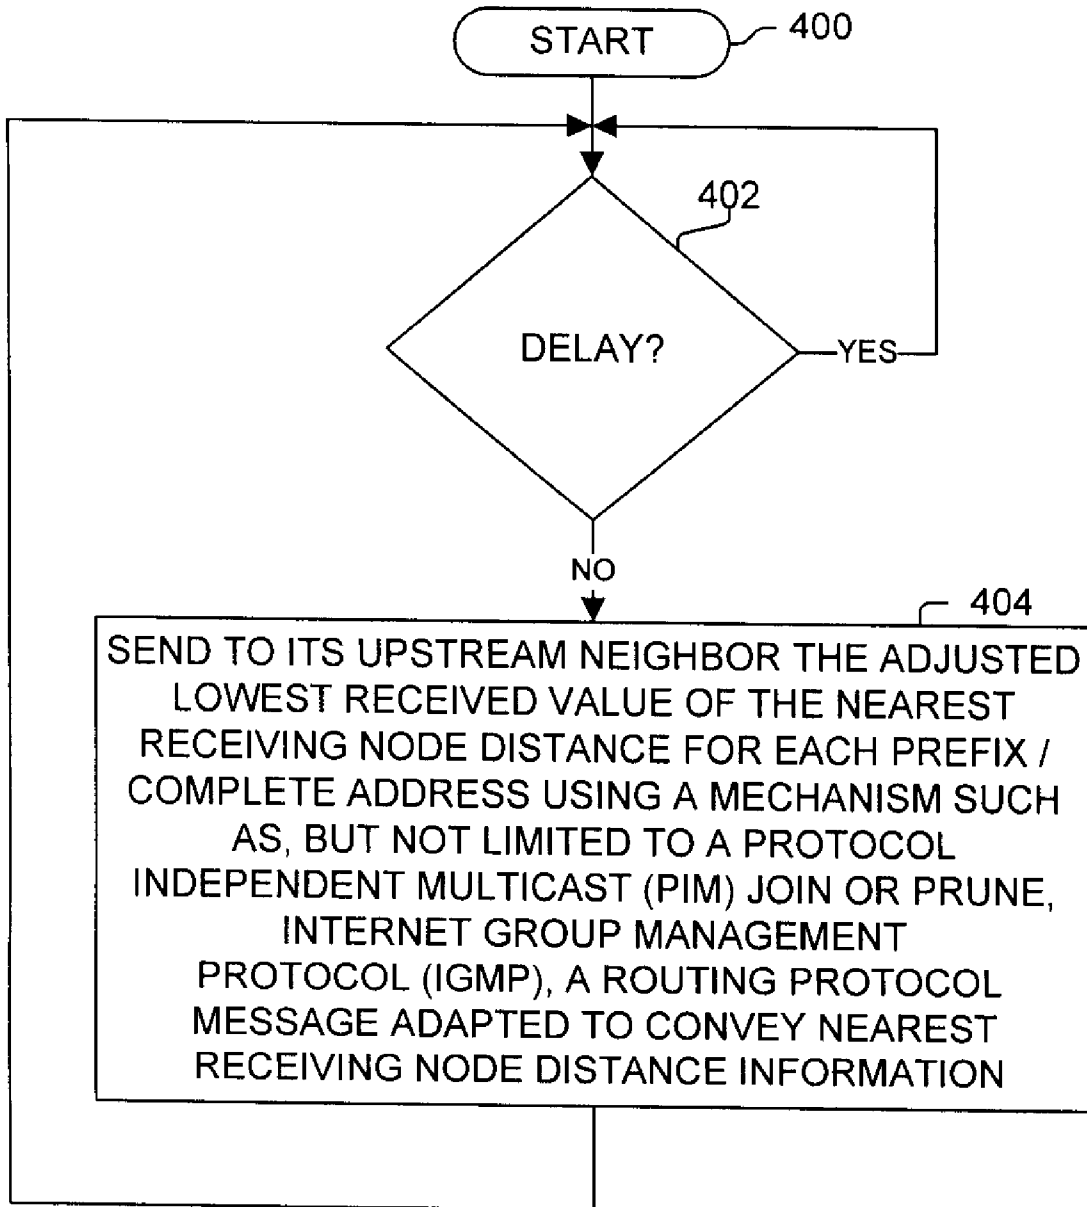 START
400
402
DELAY?
YES
NO
404
SEND TO ITS UPSTREAM NEIGHBOR THE ADJUSTED
LOWEST RECEIVED VALUE OF THE NEAREST
RECEIVING NODE DISTANCE FOR EACH PREFIX /
COMPLETE ADDRESS USING A MECHANISM SUCH
AS, BUT NOT LIMITED TO A PROTOCOL
INDEPENDENT MULTICAST (PIM) JOIN OR PRUNE,
INTERNET GROUP MANAGEMENT
PROTOCOL (IGMP), A ROUTING PROTOCOL
MESSAGE ADAPTED TO CONVEY NEAREST
RECEIVING NODE DISTANCE INFORMATION